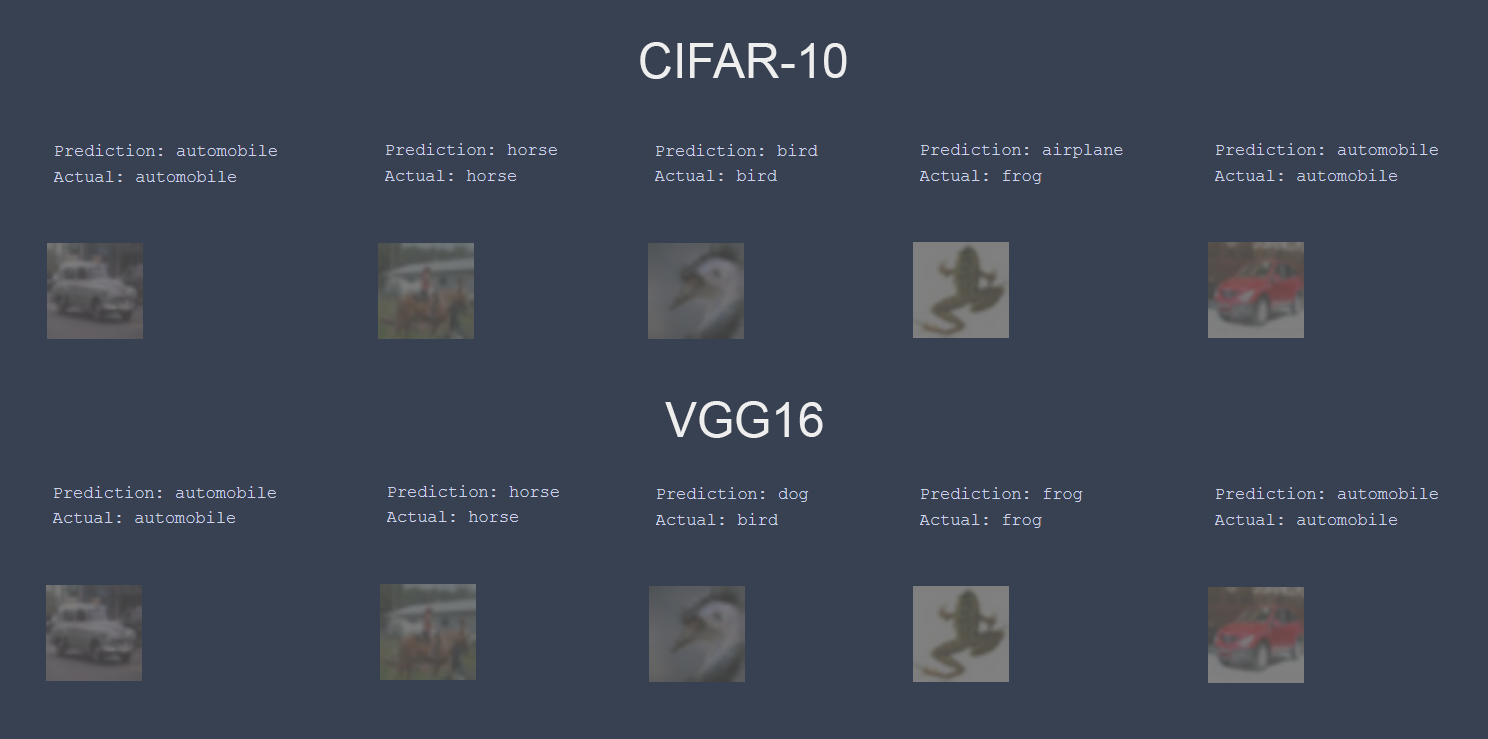 CIFAR-10
Prediction: automobile
Actual: automobile
Prediction: horse
Actual: horse
Prediction: bird
Actual: bird
Prediction: airplane
Actual: frog
Prediction: automobile
Actual: automobile
VGG16
Prediction: automobile
Actual: automobile
Prediction: horse
Actual: horse
Prediction: dog
Actual: bird
Prediction: frog
Actual: frog
Prediction: automobile
Actual: automobile